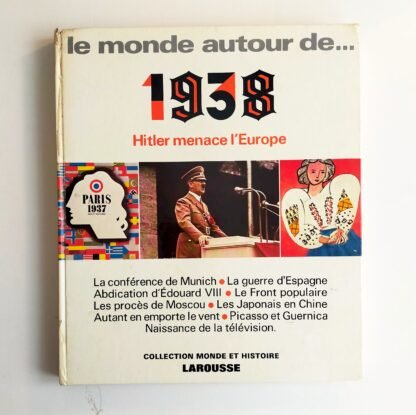 le monde autour de...
1938
Hitler menace l'Europe
PARIS
1937
La conférence de Munich • La guerre d'Espagne
Abdication d'Édouard VIII • Le Front populaire
Les procès de Moscou • Les Japonais en Chine
Autant en emporte le vent • Picasso et Guernica
Naissance de la télévision.
COLLECTION MONDE ET HISTOIRE
LAROUSSE